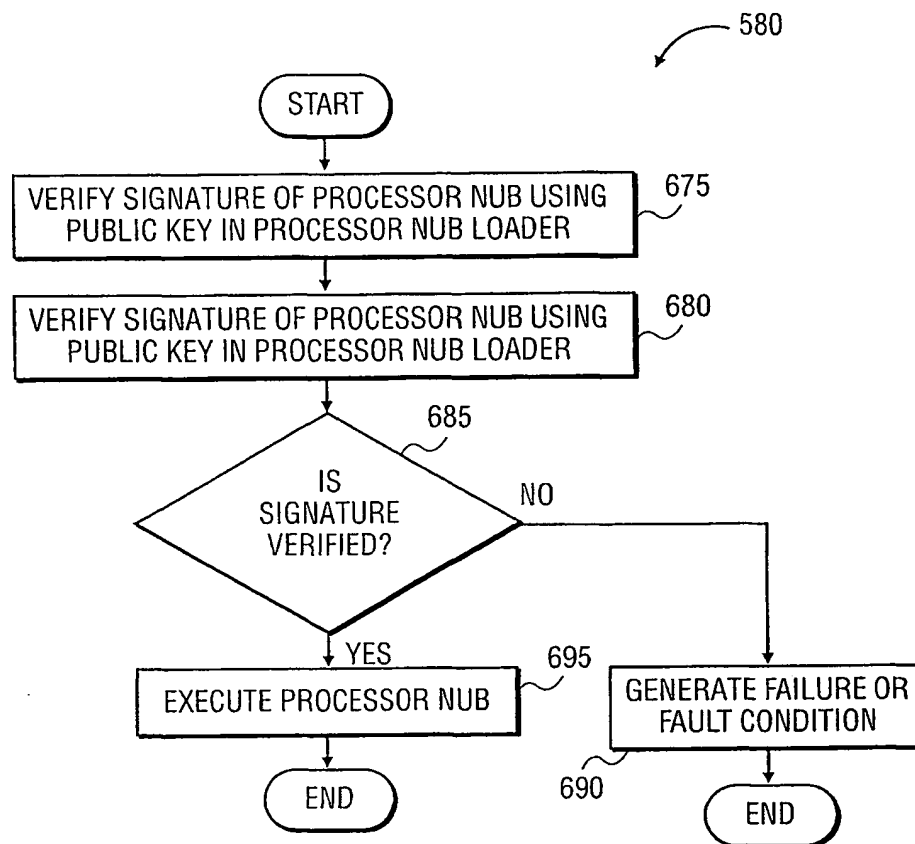 580
START
VERIFY SIGNATURE OF PROCESSOR NUB USING
PUBLIC KEY IN PROCESSOR NUB LOADER
675
VERIFY SIGNATURE OF PROCESSOR NUB USING
PUBLIC KEY IN PROCESSOR NUB LOADER
680
685
IS
SIGNATURE
VERIFIED?
NO
YES
EXECUTE PROCESSOR NUB
695
GENERATE FAILURE OR
FAULT CONDITION
690
END
END